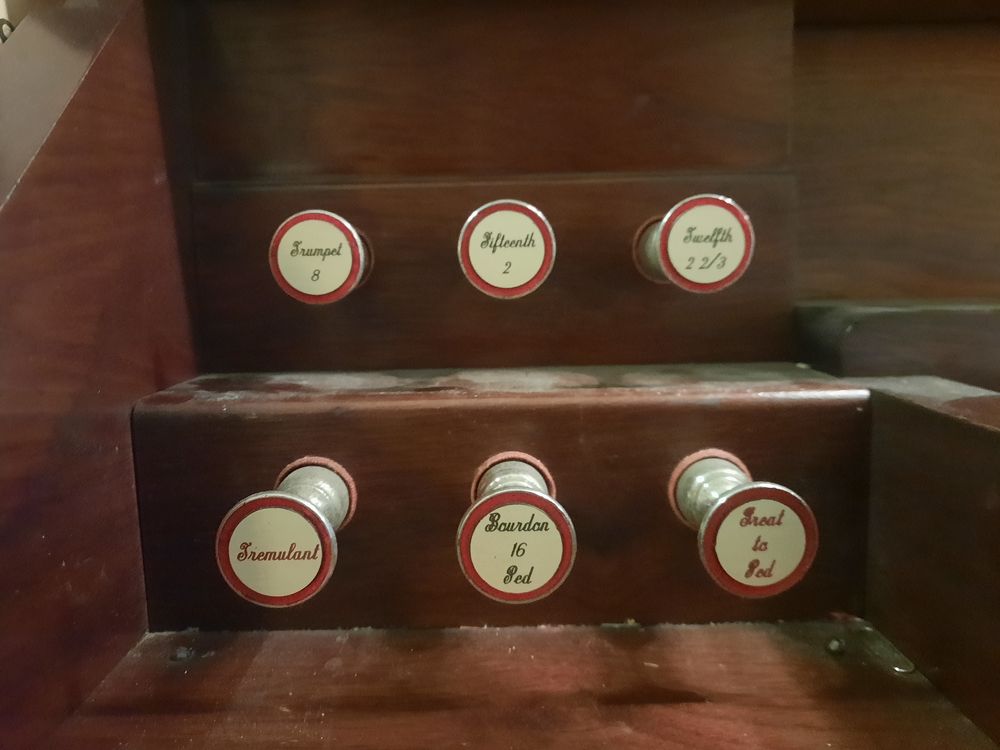 Trumpet
8
Fifteenth
2
Twelfth
2 2/3
Tremulant
Bourdon
16
Ped
Great
to
Ped